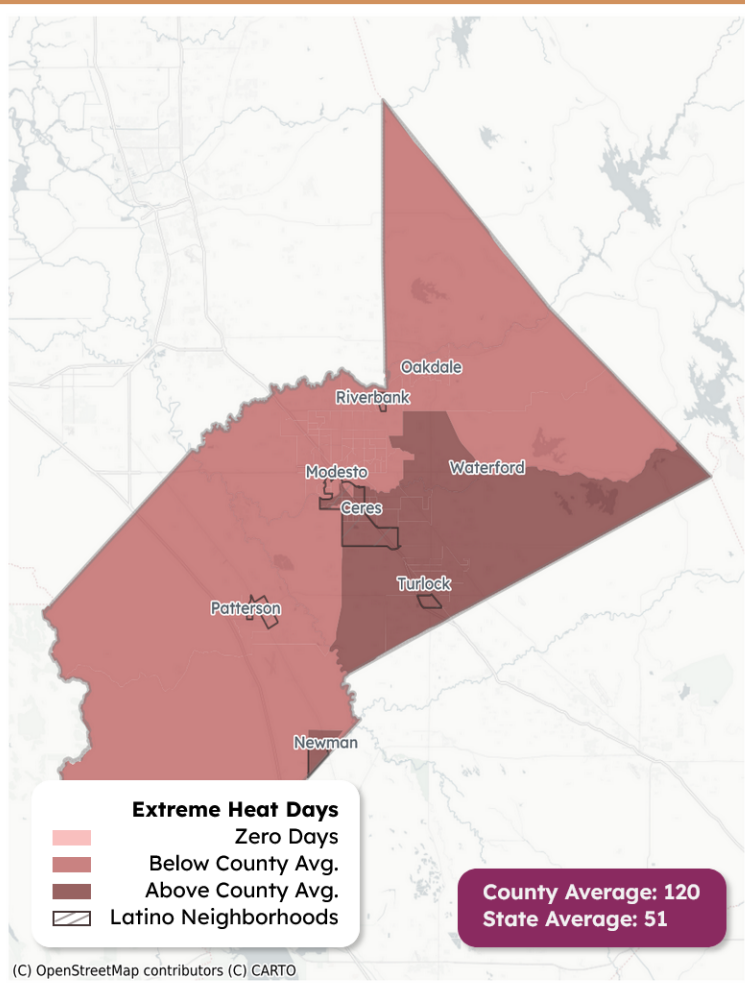 Oakdale
Riverbank
Waterford
Modesto
Ceres
Turlock
Patterson
Newman
Extreme Heat Days
Zero Days
Below County Avg.
Above County Avg.
Latino Neighborhoods
County Average: 120
State Average: 51
(C) OpenStreetMap contributors (C) CARTO